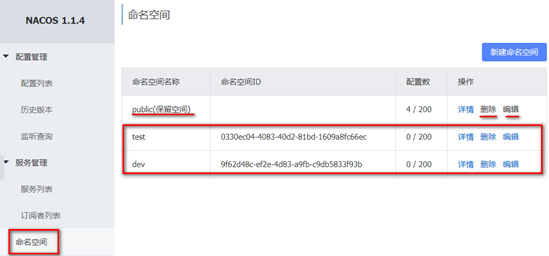 NACOS 1.1.4
配置管理
配置列表
历史版本
监听查询
服务管理
服务列表
订阅者列表
命名空间
命名空间
新建命名空间
命名空间名称 命名空间ID 配置数 操作
public(保留空间) 4 / 200 详情 删除 编辑
test 0330ec04-4083-40d2-81bd-1609a8fc66ec 0 / 200 详情 删除 编辑
dev 9f62d48c-ef2e-4d83-a9fb-c9db5833f93b 0 / 200 详情 删除 编辑